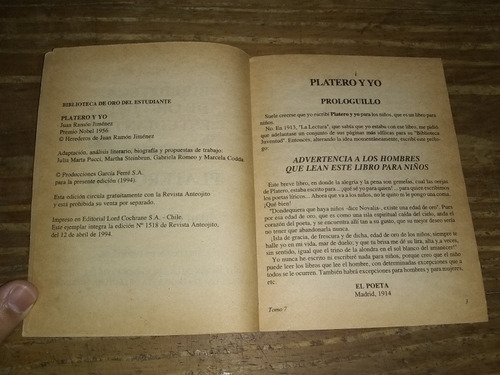 BIBLIOTECA DE ORO DEL ESTUDIANTE
PLATERO Y YO
Juan Ramón Jiménez
Premio Nobel 1956
© Herederos de Juan Ramón Jiménez
Adaptación, análisis literario, biografía y propuestas de trabajo:
Julia Marta Pucci, Martha Steinbrun, Gabriela Romeo y Marcela Codda.
© Producciones García Ferré S.A.
para la presente edición (1994).
Esta edición circula gratuitamente con la Revista Anteojito
y está prohibida su venta por separado.
Impreso en Editorial Lord Cochrane S.A. - Chile.
Este ejemplar integra la edición Nº 1518 de Revista Anteojito,
del 12 de abril de 1994.
PLATERO Y YO
PROLOGUILLO
Suele creerse que yo escribí Platero y yo para los niños, que es un libro para
niños.
No. En 1913, "La Lectura", que sabía que yo estaba con ese libro, me pidió
que adelantase un conjunto de sus páginas más idílicas para su "Biblioteca
Juventud". Entonces, alterando la idea momentáneamente, escribí este prólogo:
ADVERTENCIA A LOS HOMBRES
QUE LEAN ESTE LIBRO PARA NIÑOS
Este breve libro, en donde la alegría y la pena son gemelas, cual las orejas
de Platero, estaba escrito para... ¡qué sé yo para quién!... para quien escribimos
los poetas líricos... Ahora que va a los niños, no le quito ni le pongo una coma.
¡Qué bien!
"Dondequiera que haya niños -dice Novalis-, existe una edad de oro". Pues
por esa edad de oro, que es como una isla espiritual caída del cielo, anda el
corazón del poeta, y se encuentra allí tan a su gusto, que su mejor deseo sería
no tener que abandonarla nunca.
¡Isla de gracia, de frescura y de dicha, edad de oro de los niños; siempre te
halle yo en mi vida, mar de duelo; y que tu brisa me dé su lira, alta y, a veces,
sin sentido, igual que el trino de la alondra en el sol blanco del amanecer!
Yo nunca he escrito ni escribiré nada para niños, porque creo que el niño
puede leer los libros que lee el hombre, con determinadas excepciones que a
todos se le ocurren. También habrá excepciones para hombres y para mujeres,
etc.
EL POETA
Madrid, 1914
Tomo 7